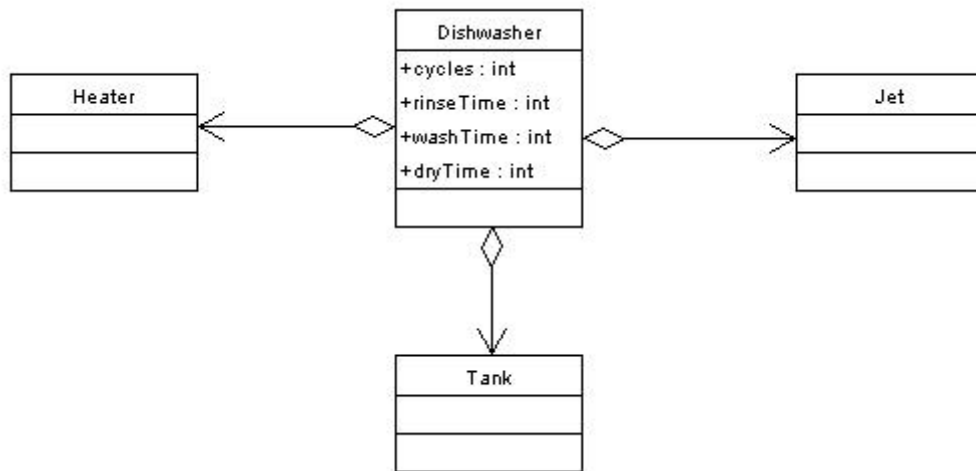 Dishwasher
+cycles : int
+rinseTime : int
+washTime : int
+dryTime : int
Heater
Jet
Tank